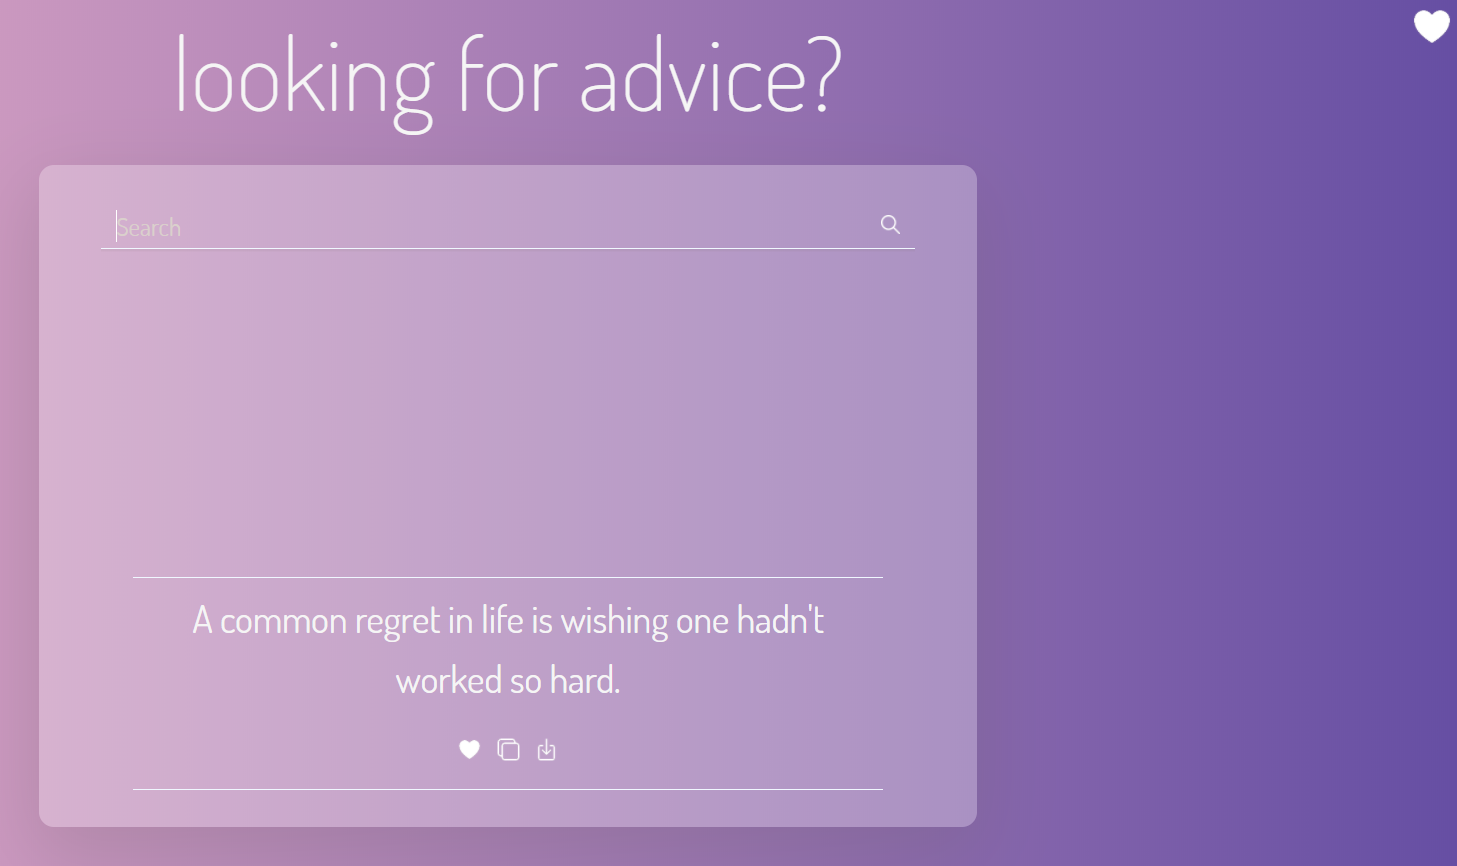 looking for advice?
Search
A common regret in life is wishing one hadn't
worked so hard.